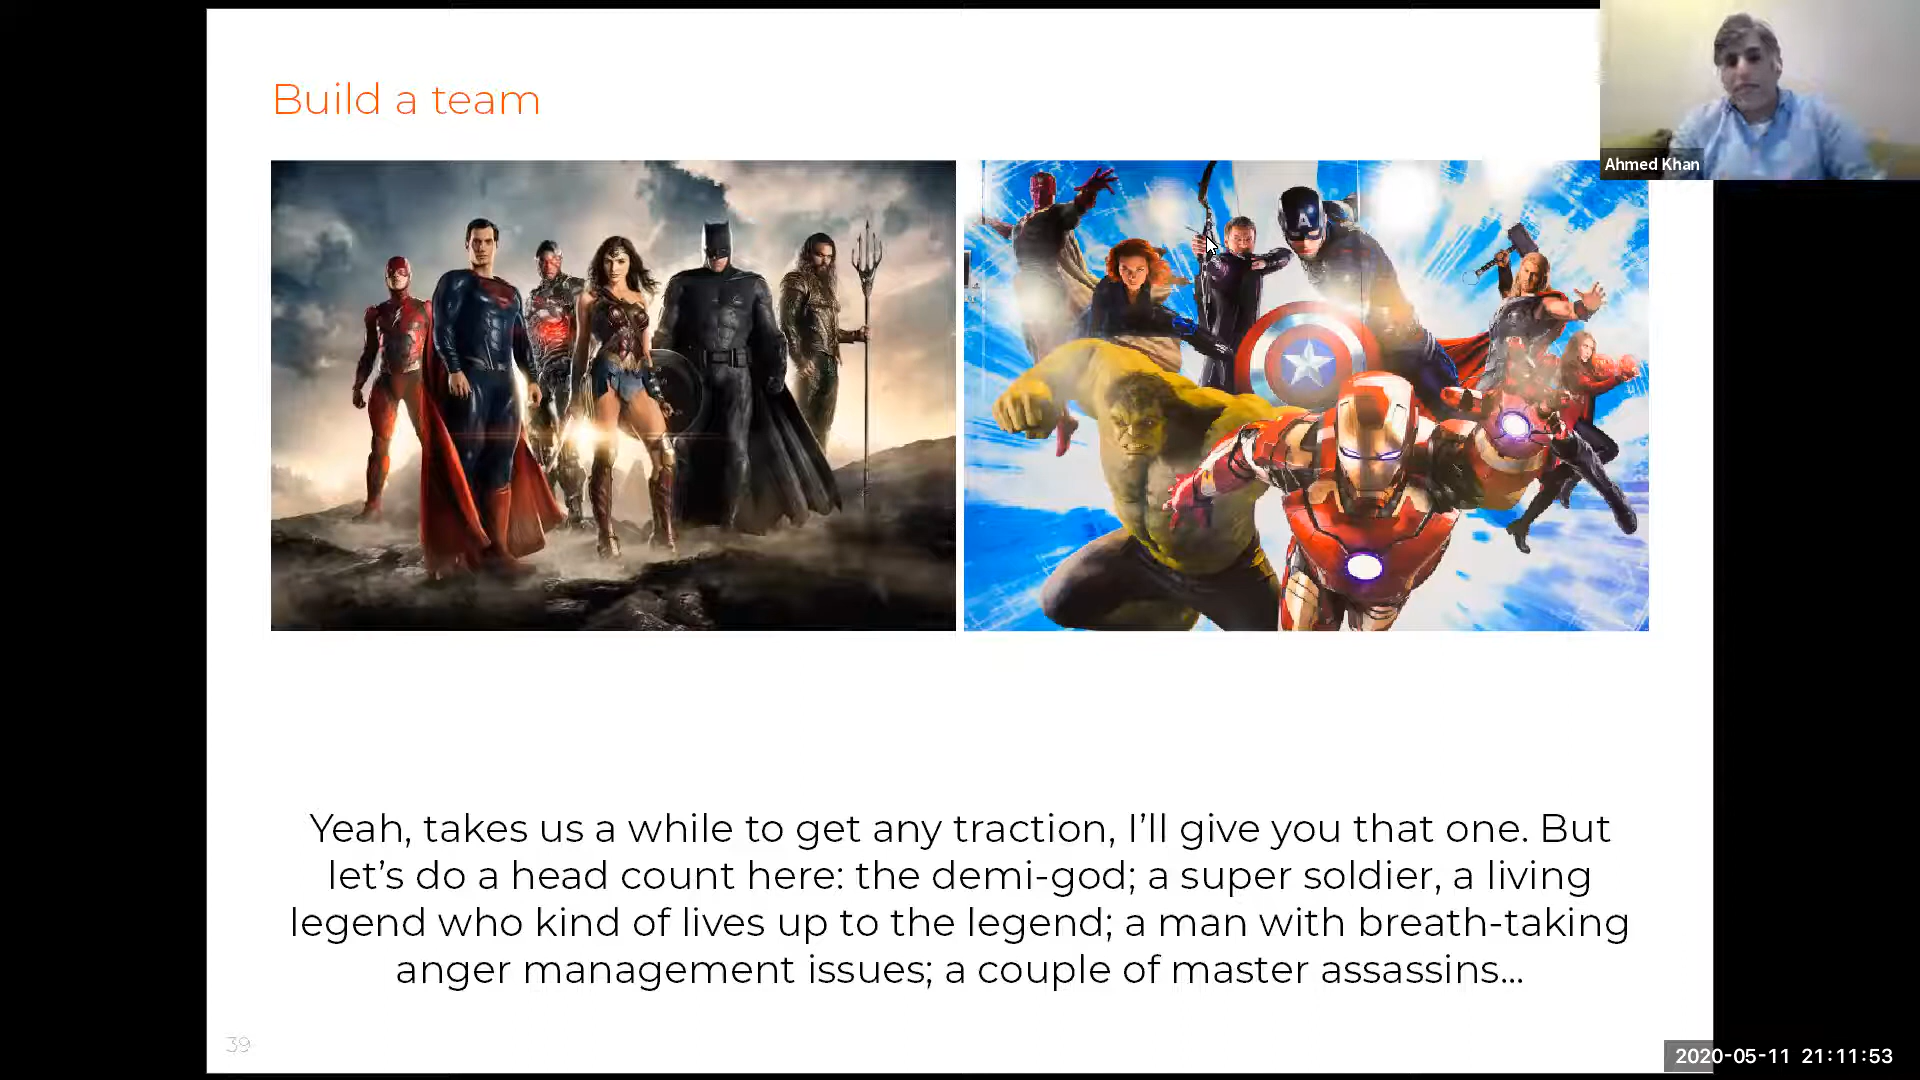 Build a team
Ahmed Khan
A
Yeah, takes us a while to get any traction, I’ll give you that one. But
let’s do a head count here: the demi-god; a super soldier, a living
legend who kind of lives up to the legend; a man with breath-taking
anger management issues; a couple of master assassins...
39
2020-05-11 21:11:53